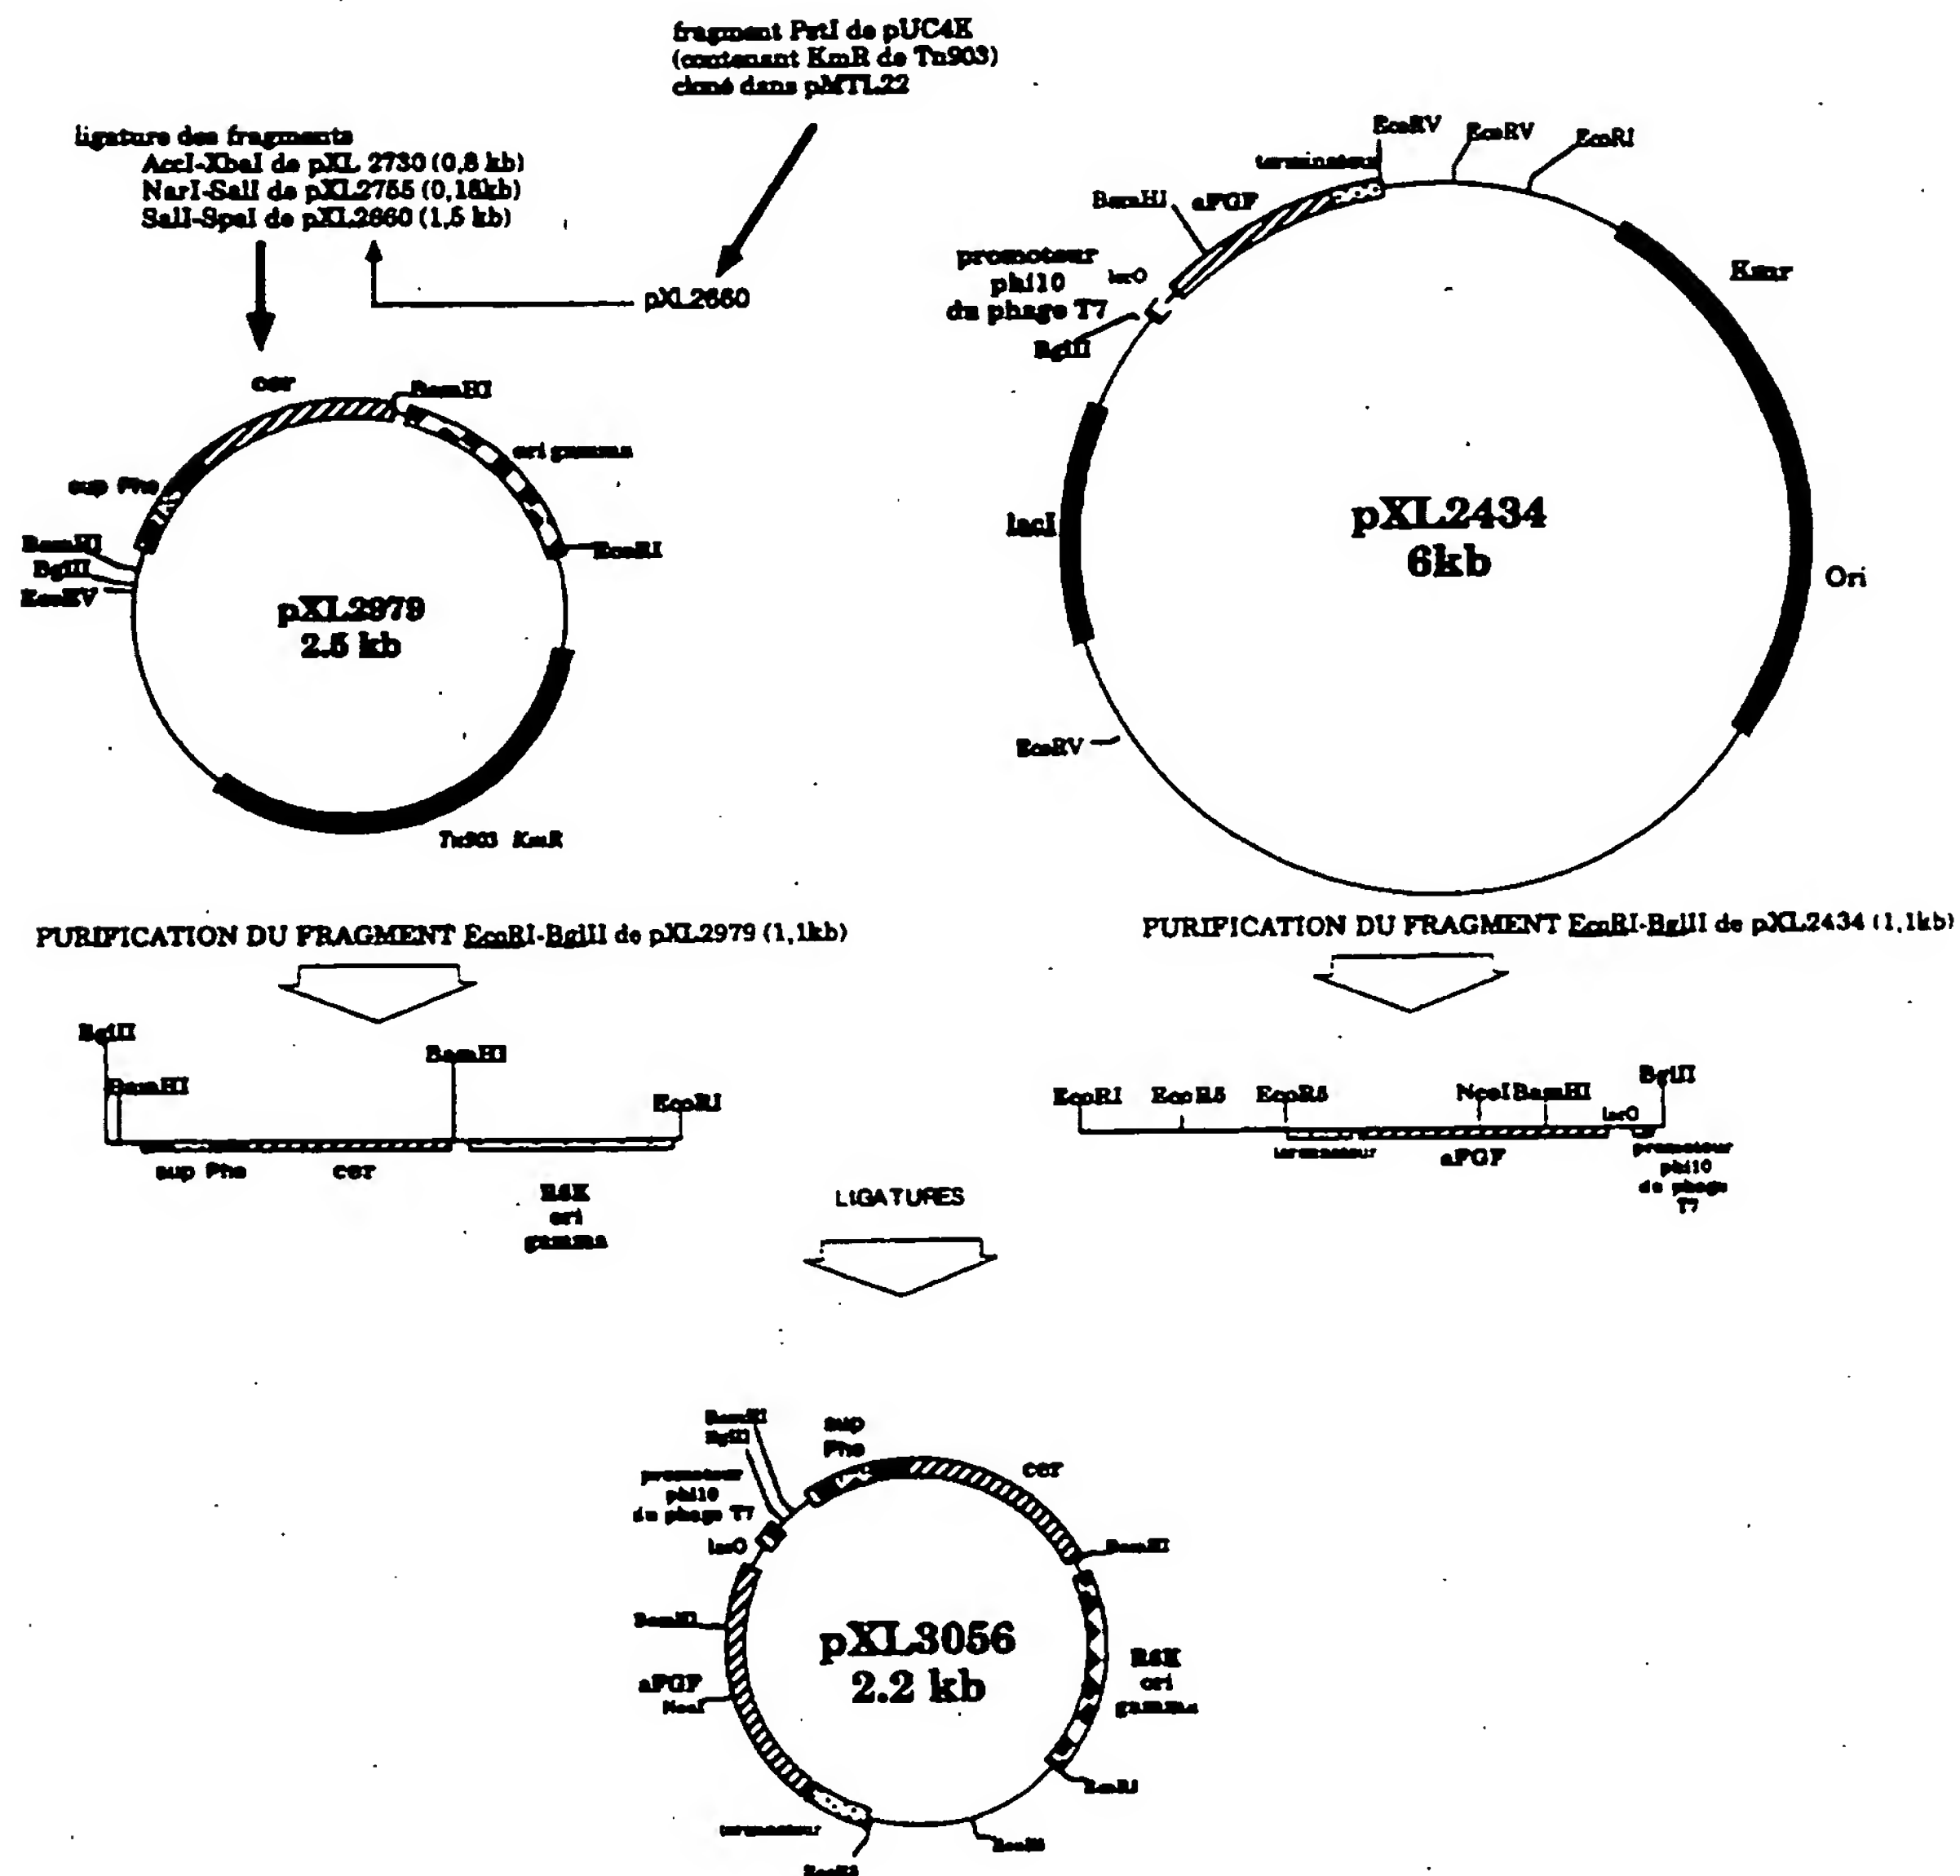 fragment PstI de pUC4K
(contenant KmR de Tn903)
cloné dans pMTL22
ligature des fragments
AccI-XbaI de pXL 2730 (0,8 kb)
NarI-SalI de pXL2755 (0,18kb)
SalI-SpeI de pXL2660 (1,5 kb)
pXL2660
cer
BamHI
ori gamma
sup Phe
BamHI
BglII
EcoRV
EcoRI
pXL2979
2.5 kb
Tn903 KmR
EcoRV
EcoRV
EcoRI
terminateur
BamHI
aFGF
promoteur
phi10
du phage T7
lacO
BglII
Kmr
lacI
pXL2434
6kb
Ori
EcoRV
PURIFICATION DU FRAGMENT EcoRI-BglII de pXL2979 (1,1kb)
PURIFICATION DU FRAGMENT EcoRI-BglII de pXL2434 (1,1kb)
BglII
BamHI
BamHI
EcoRI
sup Phe
cer
R6K
ori
gamma
EcoRI
EcoR5
EcoR5
NcoI
BamHI
lacO
BglII
terminateur
aFGF
promoteur
phi10
du phage
T7
LIGATURES
BamHI
BglII
sup
Phe
cer
promoteur
phi10
du phage T7
lacO
BamHI
BamHI
pXL3056
2.2 kb
aFGF
NcoI
R6K
ori
gamma
EcoRI
terminateur
EcoR5
EcoR5